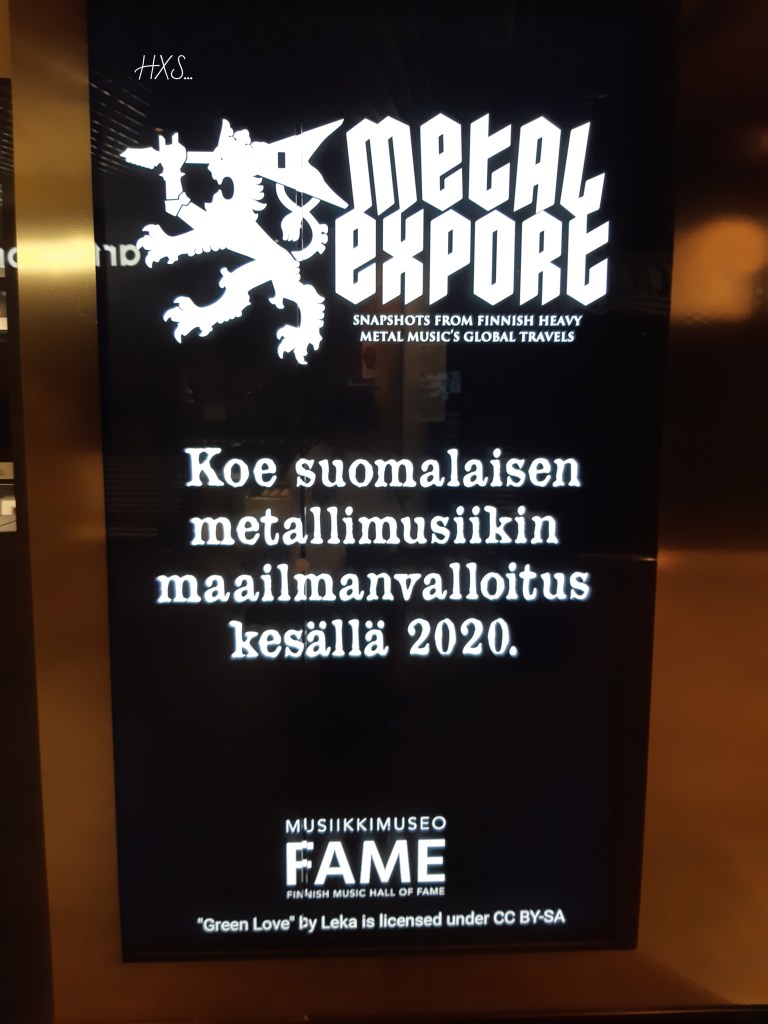 HXS...
METAL
EXPORT
SNAPSHOTS FROM FINNISH HEAVY
METAL MUSIC'S GLOBAL TRAVELS
Koe suomalaisen
metallimusiikin
maailmanvalloitus
kesällä 2020.
MUSIIKKIMUSEO
FAME
FINNISH MUSIC HALL OF FAME
"Green Love" by Leka is licensed under CC BY-SA